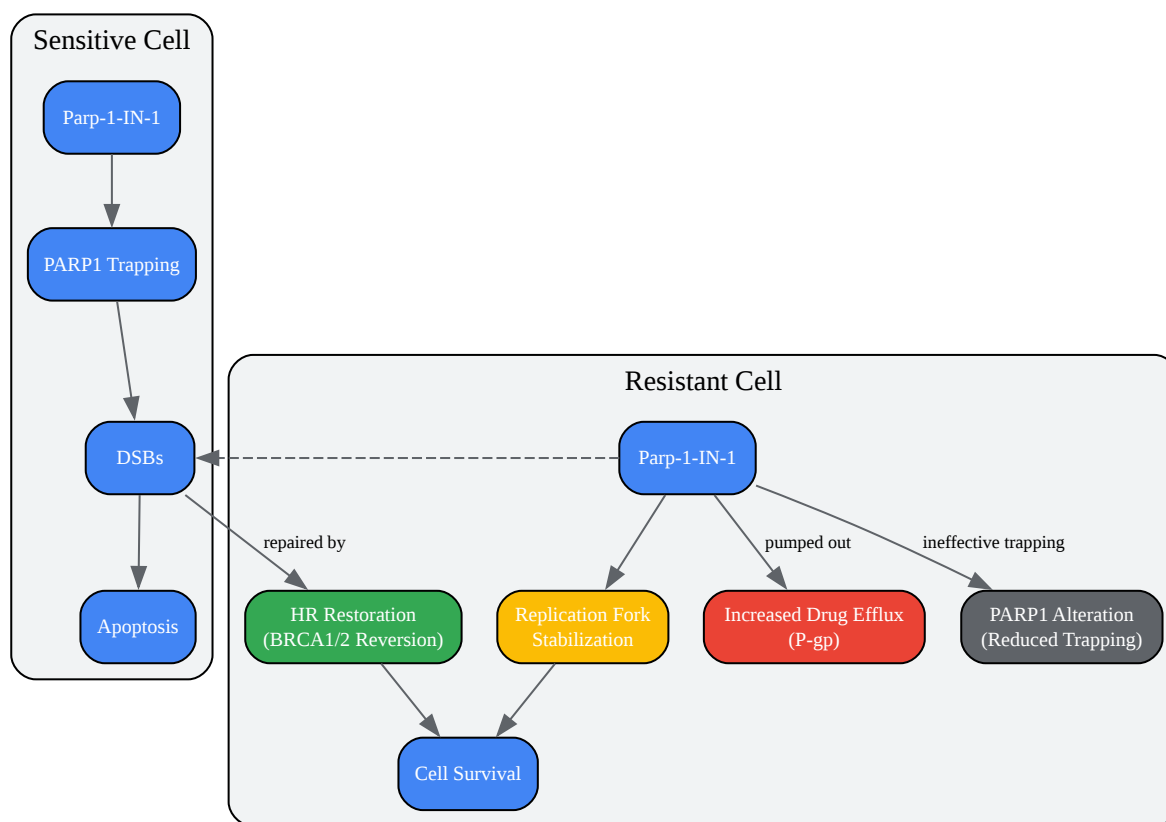 Sensitive Cell
Parp-1-IN-1
PARP1 Trapping
DSBs
Apoptosis
Resistant Cell
Parp-1-IN-1
repaired by
pumped out
ineffective trapping
HR Restoration
(BRCA1/2 Reversion)
Replication Fork
Stabilization
Increased Drug Efflux
(P-gp)
PARP1 Alteration
(Reduced Trapping)
Cell Survival